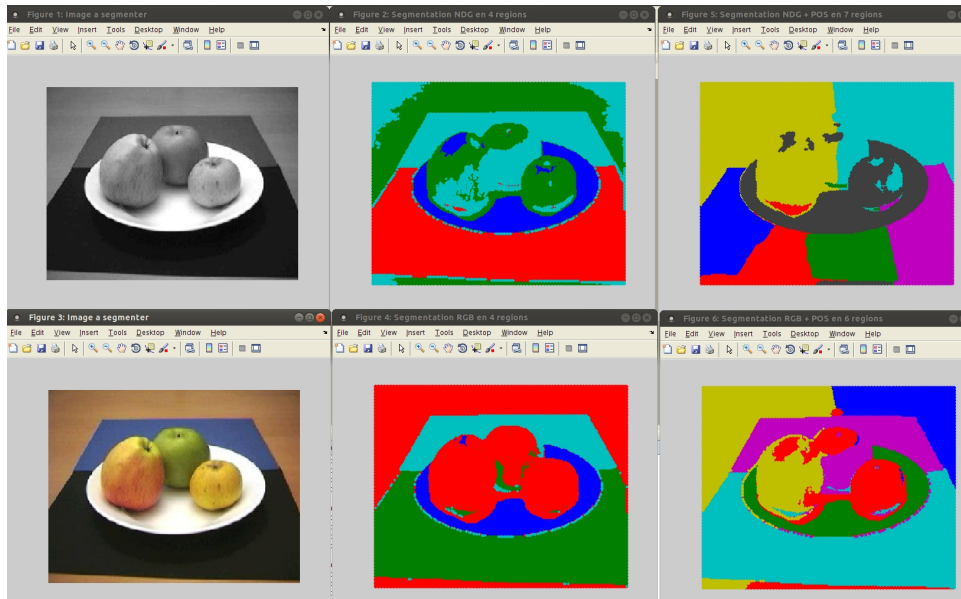 Figure 1: Image a segmenter
File Edit View Insert Tools Desktop Window Help
Figure 2: Segmentation NDG en 4 regions
File Edit View Insert Tools Desktop Window Help
Figure 5: Segmentation NDG + POS en 7 regions
File Edit View Insert Tools Desktop Window Help
Figure 3: Image a segmenter
File Edit View Insert Tools Desktop Window Help
Figure 4: Segmentation RGB en 4 regions
File Edit View Insert Tools Desktop Window Help
Figure 6: Segmentation RGB + POS en 6 regions
File Edit View Insert Tools Desktop Window Help